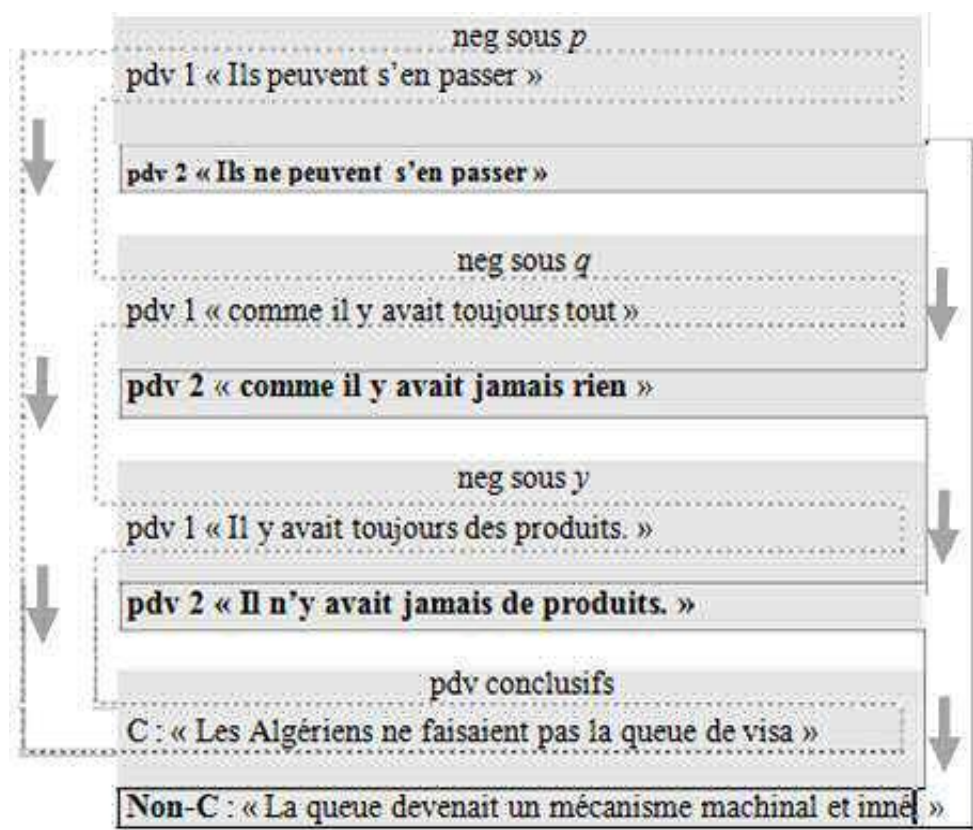 neg sous p
pdv 1 « Ils peuvent s’en passer »
pdv 2 « Ils ne peuvent s’en passer »
neg sous q
pdv 1 « comme il y avait toujours tout »
pdv 2 « comme il y avait jamais rien »
neg sous y
pdv 1 « Il y avait toujours des produits. »
pdv 2 « Il n’y avait jamais de produits. »
pdv conclusifs
C : « Les Algériens ne faisaient pas la queue de visa »
Non-C : « La queue devenait un mécanisme machinal et inné »